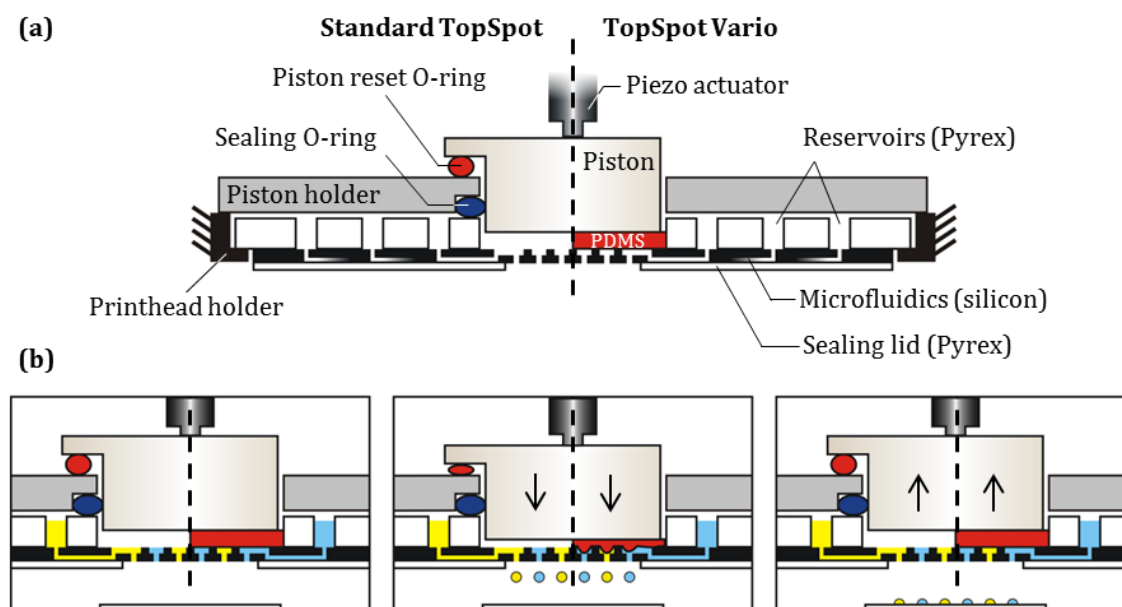 (a)
Standard TopSpot
TopSpot Vario
Piston reset O-ring
Piezo actuator
Sealing O-ring
Reservoirs (Pyrex)
Piston
Piston holder
PDMS
Printhead holder
Microfluidics (silicon)
Sealing lid (Pyrex)
(b)